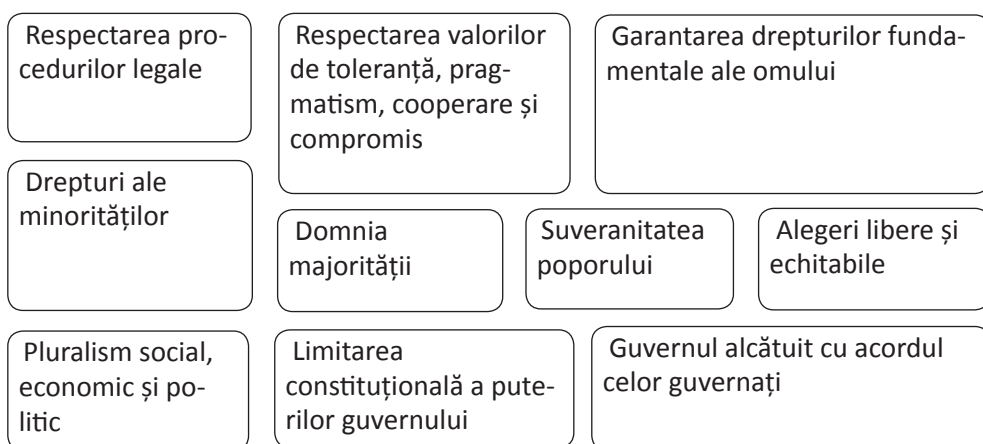 Respectarea pro-
cedurilor legale
Respectarea valorilor
de toleranță, prag-
matism, cooperare și
compromis
Garantarea drepturilor funda-
mentale ale omului
Drepturi ale
minorităților
Domnia
majorității
Suveranitatea
poporului
Alegeri libere și
echitabile
Pluralism social,
economic și po-
litic
Limitarea
constituțională a pute-
rilor guvernului
Guvernul alcătuit cu acordul
celor guvernați